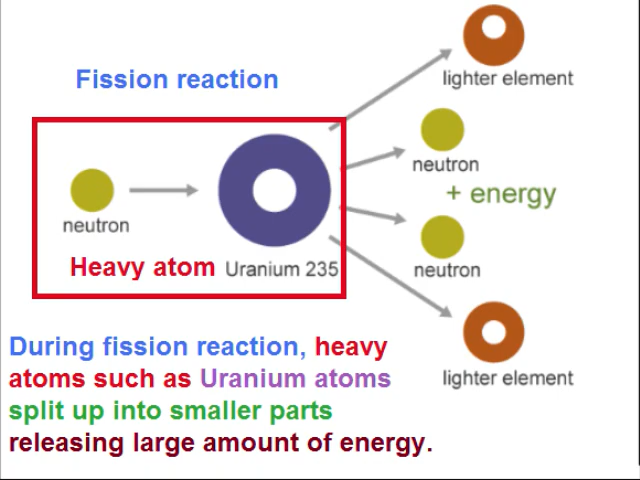 lighter element
Fission reaction
neutron
+ energy
neutron
Heavy atom Uranium 235
neutron
During fission reaction, heavy
atoms such as Uranium atoms
split up into smaller parts
releasing large amount of energy.
lighter element